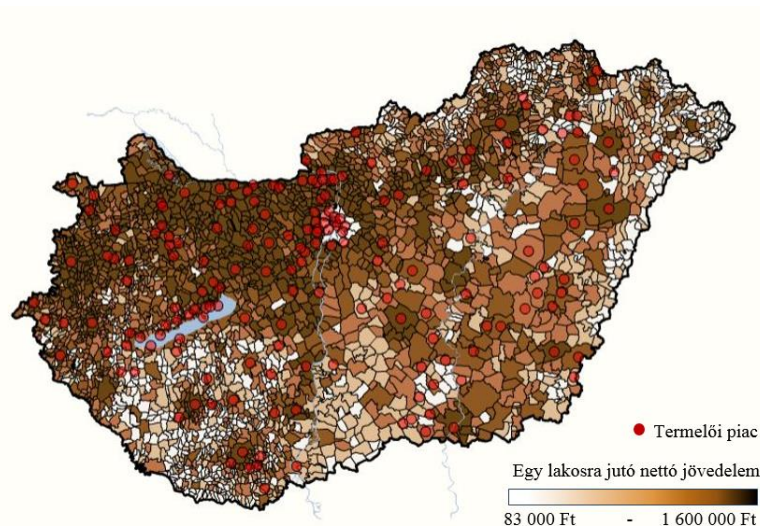 Termelői piac
Egy lakosra jutó nettó jövedelem
83 000 Ft - 1 600 000 Ft